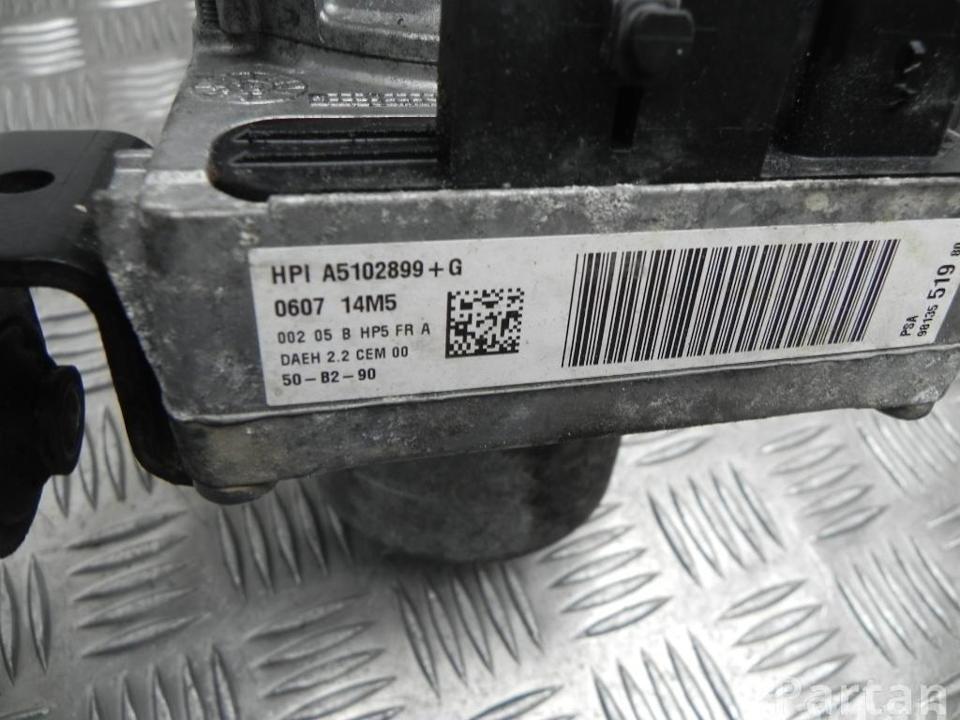 HPI A5102899+G
0607 14M5
002 05 B HP5 FR A
DAEH 2.2 CEM 00
50-B2-90
PSA
98135 519 80
Partan